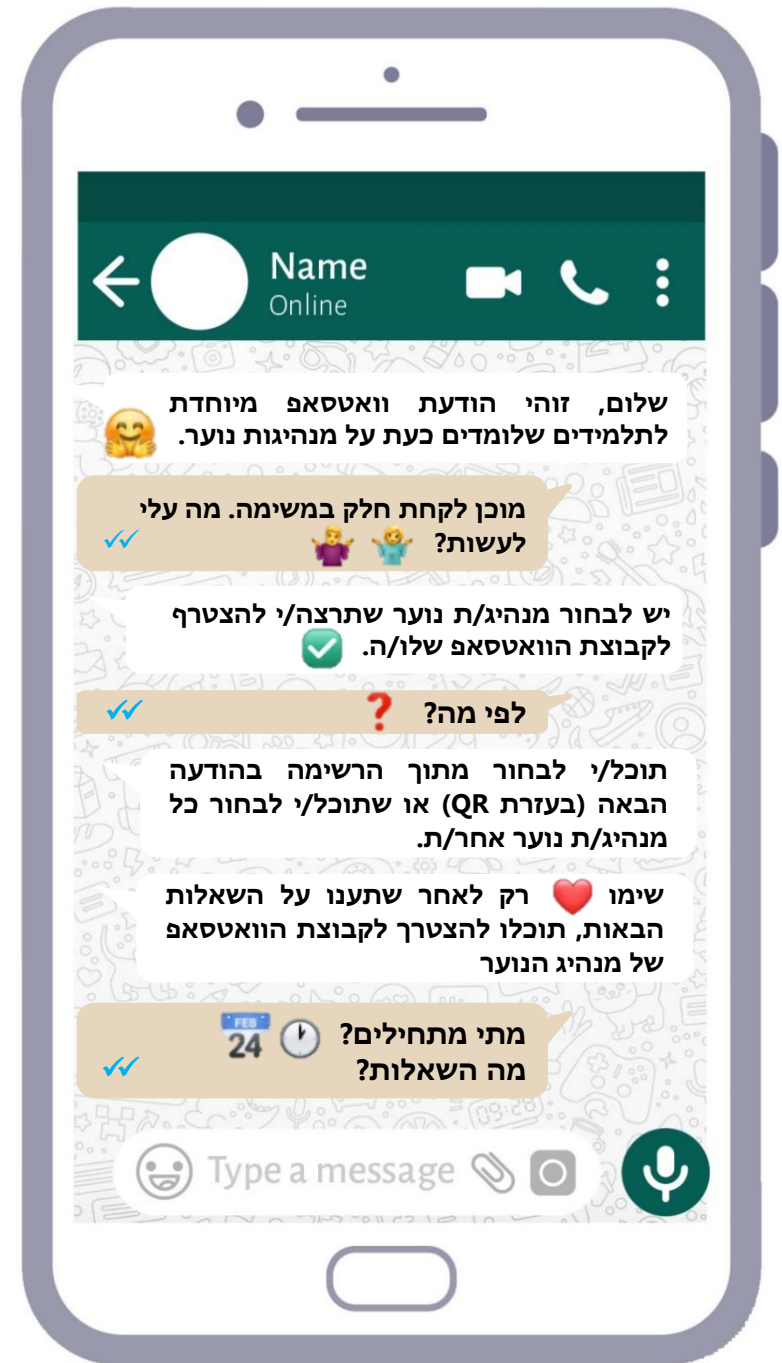 Name
Online
שלום, זוהי הודעת וואטסאפ מיוחדת
לתלמידים שלומדים כעת על מנהיגות נוער. 🤗
מוכן לקחת חלק במשימה. מה עלי
לעשות? 🤷‍♀️ 🤷
יש לבחור מנהיג/ת נוער שתרצה/י להצטרף
לקבוצת הוואטסאפ שלו/ה. ✅
לפי מה? ❓
תוכל/י לבחור מתוך הרשימה בהודעה
הבאה (בעזרת QR) או שתוכל/י לבחור כל
מנהיג/ת נוער אחר/ת.
שימו ❤️ רק לאחר שתענו על השאלות
הבאות, תוכלו להצטרך לקבוצת הוואטסאפ
של מנהיג הנוער
מתי מתחילים? 🕐 FEB 24
מה השאלות?
Type a message